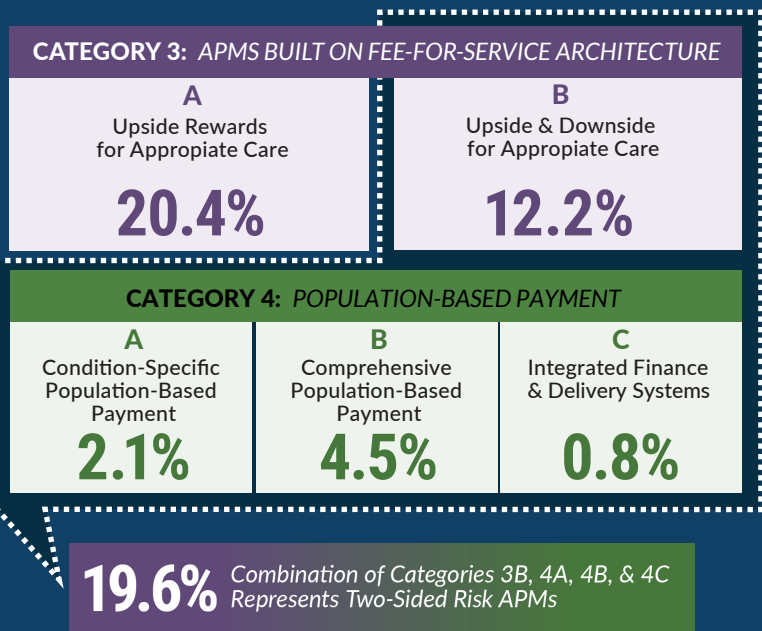 CATEGORY 3: APMS BUILT ON FEE-FOR-SERVICE ARCHITECTURE
A
Upside Rewards
for Appropiate Care
20.4%
B
Upside & Downside
for Appropiate Care
12.2%
CATEGORY 4: POPULATION-BASED PAYMENT
A
Condition-Specific
Population-Based
Payment
2.1%
B
Comprehensive
Population-Based
Payment
4.5%
C
Integrated Finance
& Delivery Systems
0.8%
19.6%
Combination of Categories 3B, 4A, 4B, & 4C
Represents Two-Sided Risk APMs